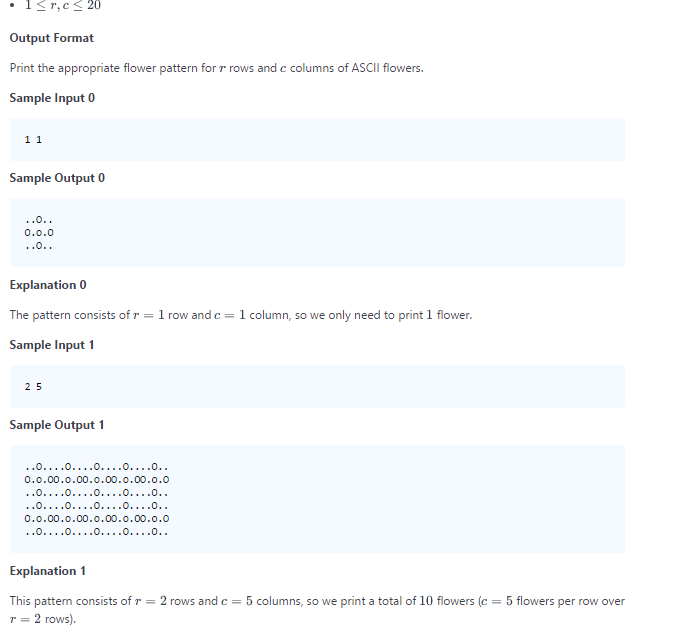 • 1 ≤ r, c ≤ 20
Output Format
Print the appropriate flower pattern for r rows and c columns of ASCII flowers.
Sample Input 0
1 1
Sample Output 0
..O..
O.o.O
..O..
Explanation 0
The pattern consists of r = 1 row and c = 1 column, so we only need to print 1 flower.
Sample Input 1
2 5
Sample Output 1
..O....O....O....O....O..
O.o.OO.o.OO.o.OO.o.OO.o.O
..O....O....O....O....O..
..O....O....O....O....O..
O.o.OO.o.OO.o.OO.o.OO.o.O
..O....O....O....O....O..
Explanation 1
This pattern consists of r = 2 rows and c = 5 columns, so we print a total of 10 flowers (c = 5 flowers per row over
r = 2 rows).